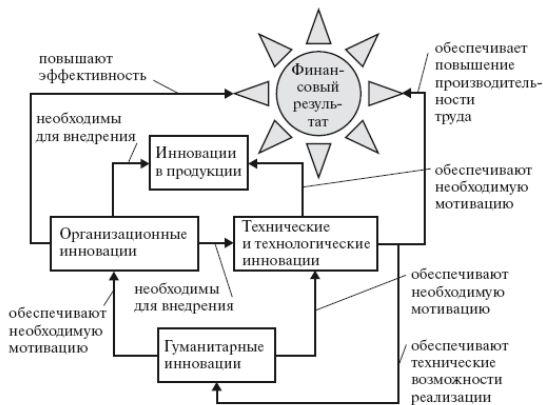 повышают
эффективность
Финан-
совый
резуль-
тат
обеспечивает
повышение
производитель-
ности
труда
необходимы
для внедрения
Инновации
в продукции
обеспечивают
необходимую
мотивацию
Организационные
инновации
Технические
и технологические
инновации
обеспечивают
необходимую
мотивацию
необходимы
для внедрения
обеспечивают
необходимую
мотивацию
Гуманитарные
инновации
обеспечивают
технические
возможности
реализации